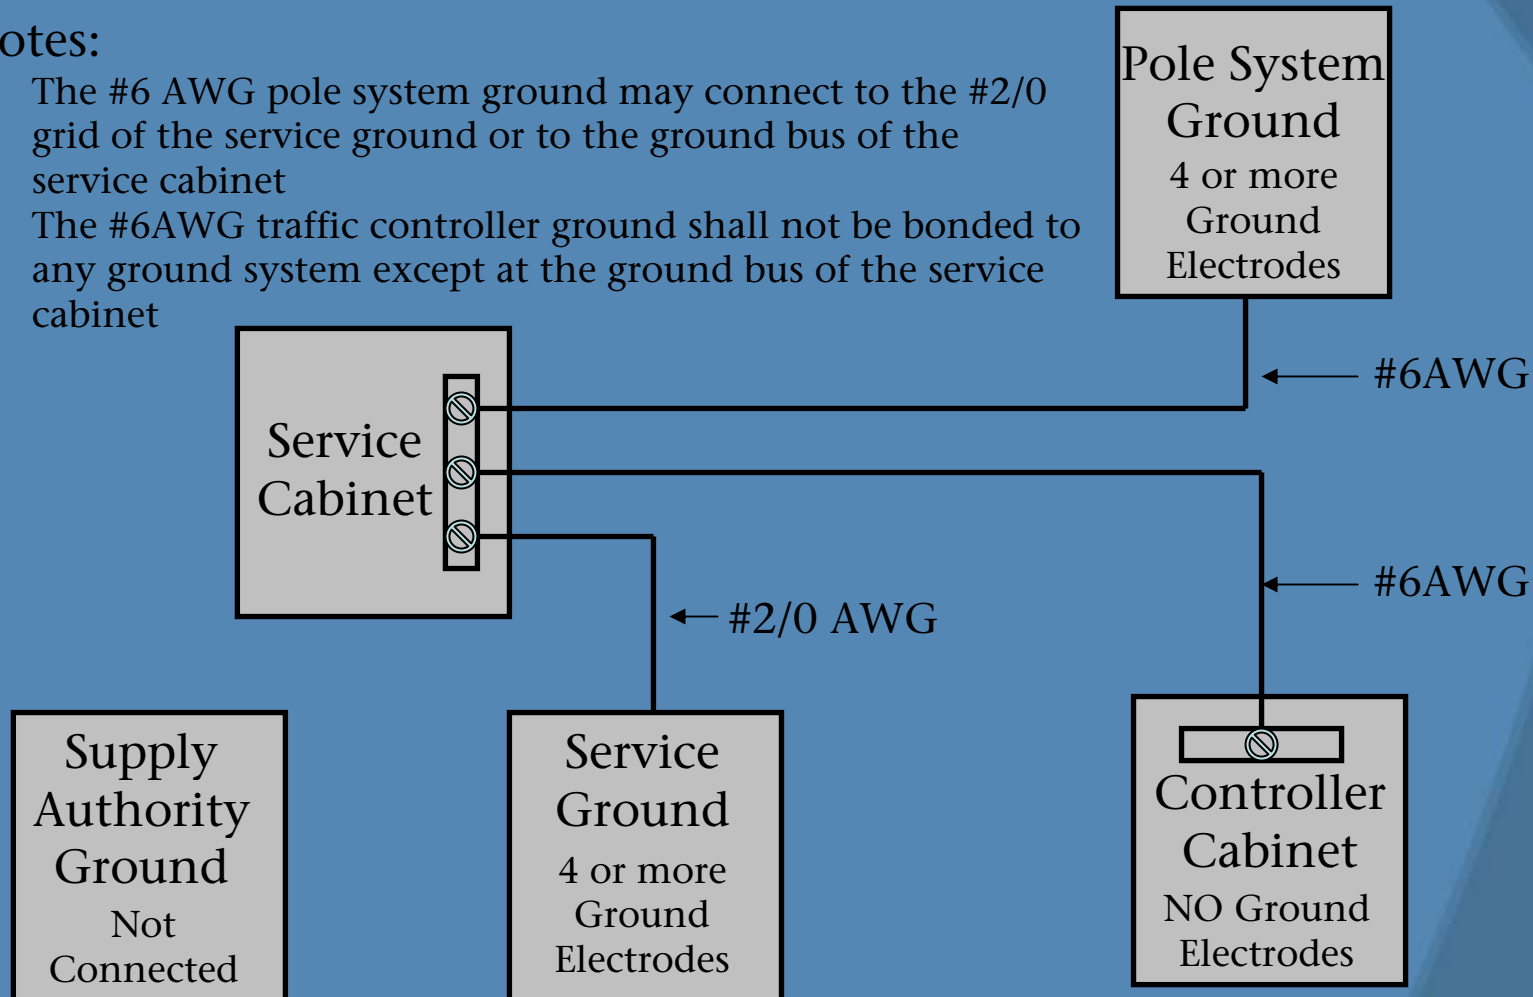 otes:
The #6 AWG pole system ground may connect to the #2/0
grid of the service ground or to the ground bus of the
service cabinet
The #6AWG traffic controller ground shall not be bonded to
any ground system except at the ground bus of the service
cabinet
Pole System
Ground
4 or more
Ground
Electrodes
#6AWG
Service
Cabinet
#6AWG
#2/0 AWG
Supply
Authority
Ground
Not
Connected
Service
Ground
4 or more
Ground
Electrodes
Controller
Cabinet
NO Ground
Electrodes